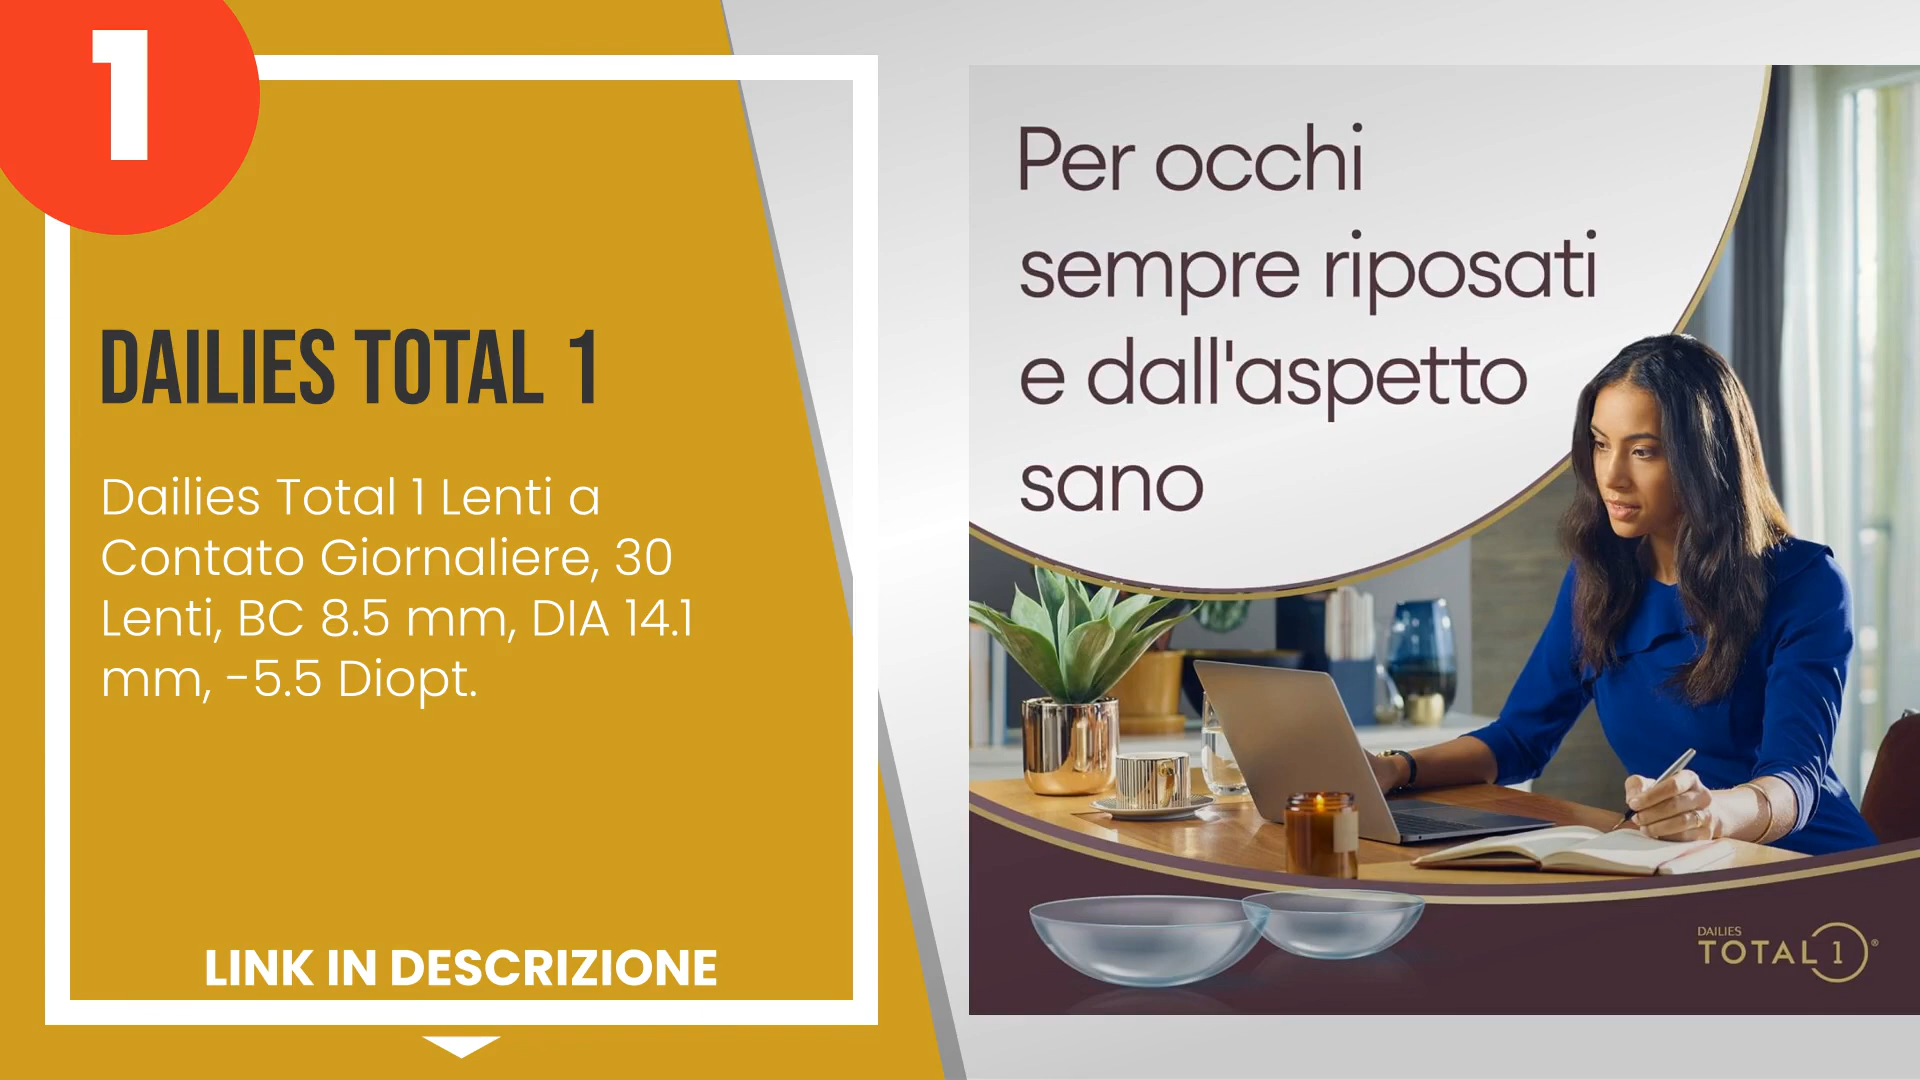 1
DAILIES TOTAL 1
Dailies Total 1 Lenti a
Contato Giornaliere, 30
Lenti, BC 8.5 mm, DIA 14.1
mm, -5.5 Diopt.
LINK IN DESCRIZIONE
Per occhi
sempre riposati
e dall'aspetto
sano
DAILIES
TOTAL 1®